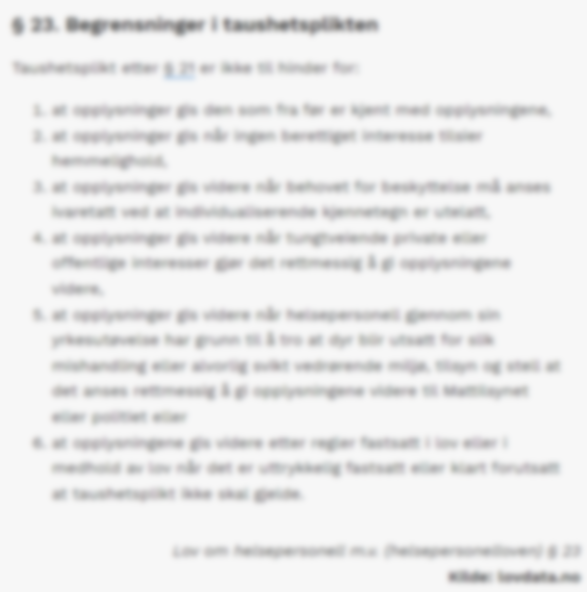 § 23. Begrensninger i taushetsplikten
Taushetsplikt etter § 21 er ikke til hinder for:
1. at opplysninger gis den som fra før er kjent med opplysningene,
2. at opplysninger gis når ingen berettiget interesse tilsier
hemmelighold,
3. at opplysninger gis videre når behovet for beskyttelse må anses
ivaretatt ved at individualiserende kjennetegn er utelatt,
4. at opplysninger gis videre når tungtveiende private eller
offentlige interesser gjør det rettmessig å gi opplysningene
videre,
5. at opplysninger gis videre når helsepersonell gjennom sin
yrkesutøvelse har grunn til å tro at dyr blir utsatt for slik
mishandling eller alvorlig svikt vedrørende miljø, tilsyn og stell at
det anses rettmessig å gi opplysningene videre til Mattilsynet
eller politiet eller
6. at opplysningene gis videre etter regler fastsatt i lov eller i
medhold av lov når det er uttrykkelig fastsatt eller klart forutsatt
at taushetsplikt ikke skal gjelde.
Lov om helsepersonell m.v. (helsepersonelloven) § 23
Kilde: lovdata.no